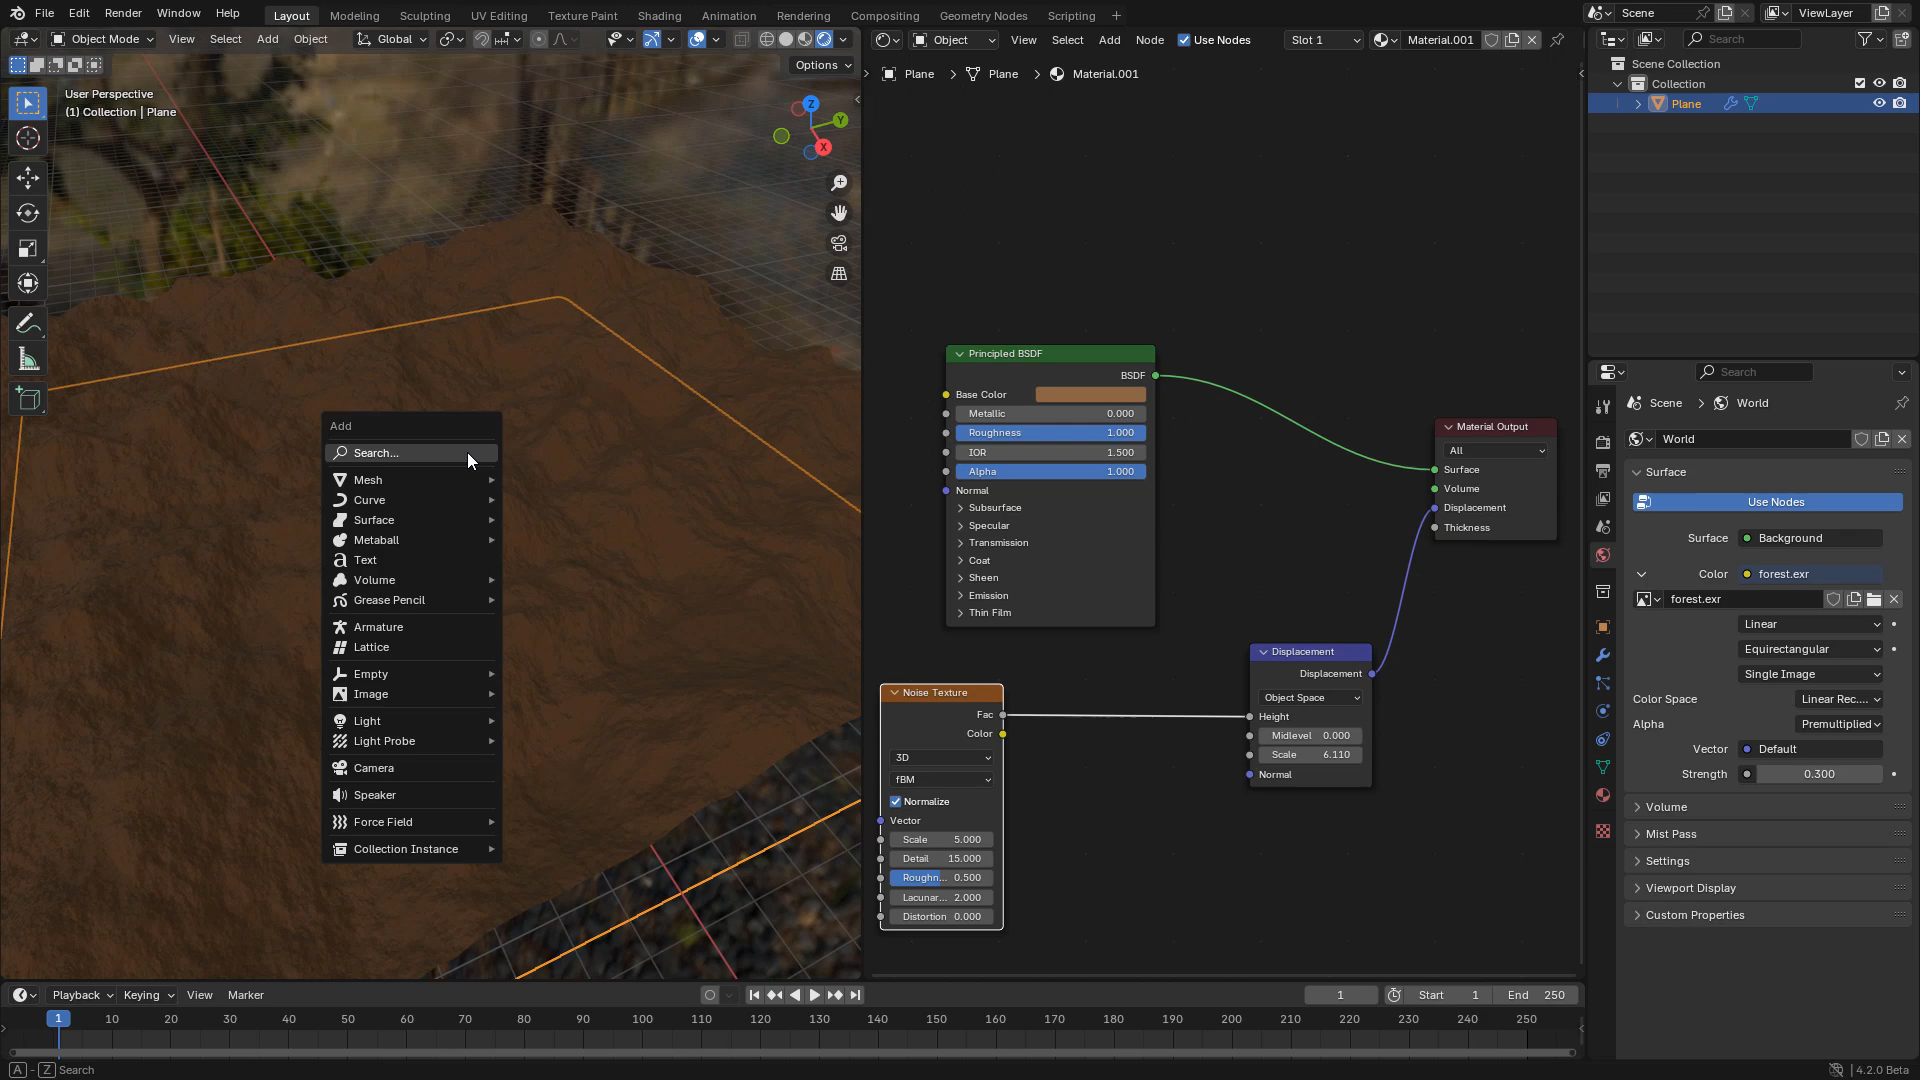 File Edit Render Window Help Layout Modeling Sculpting UV Editing Texture Paint Shading Animation Rendering Compositing Geometry Nodes Scripting + Scene ViewLayer
Object Mode View Select Add Object Global
Object View Select Add Node Use Nodes Slot 1 Material.001
Search
Options
User Perspective
(1) Collection | Plane
Z
Y
X
Plane Plane Material.001
Scene Collection
Collection
Plane
Add
Search...
Mesh
Curve
Surface
Metaball
Text
Volume
Grease Pencil
Armature
Lattice
Empty
Image
Light
Light Probe
Camera
Speaker
Force Field
Collection Instance
Principled BSDF
BSDF
Base Color
Metallic 0.000
Roughness 1.000
IOR 1.500
Alpha 1.000
Normal
Subsurface
Specular
Transmission
Coat
Sheen
Emission
Thin Film
Material Output
All
Surface
Volume
Displacement
Thickness
Displacement
Displacement
Object Space
Height
Midlevel 0.000
Scale 6.110
Normal
Noise Texture
Fac
Color
3D
fBM
Normalize
Vector
Scale 5.000
Detail 15.000
Roughn... 0.500
Lacunar... 2.000
Distortion 0.000
Search
Scene World
World
Surface
Use Nodes
Surface Background
Color forest.exr
forest.exr
Linear
Equirectangular
Single Image
Color Space Linear Rec....
Alpha Premultiplied
Vector Default
Strength 0.300
Volume
Mist Pass
Settings
Viewport Display
Custom Properties
Playback Keying View Marker 1 Start 1 End 250
1 10 20 30 40 50 60 70 80 90 100 110 120 130 140 150 160 170 180 190 200 210 220 230 240 250
A - Z Search
4.2.0 Beta